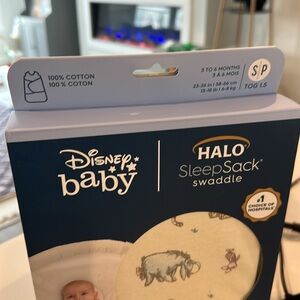 100% COTTON
100% COTON
3 TO 6 MONTHS
3 À 6 MOIS
S/P
23-26 in | 58-66 cm
13-18 lb | 6-8 kg
TOG 1.5
Disney
baby
HALO
SleepSack®
swaddle
#1
CHOICE OF
HOSPITALS